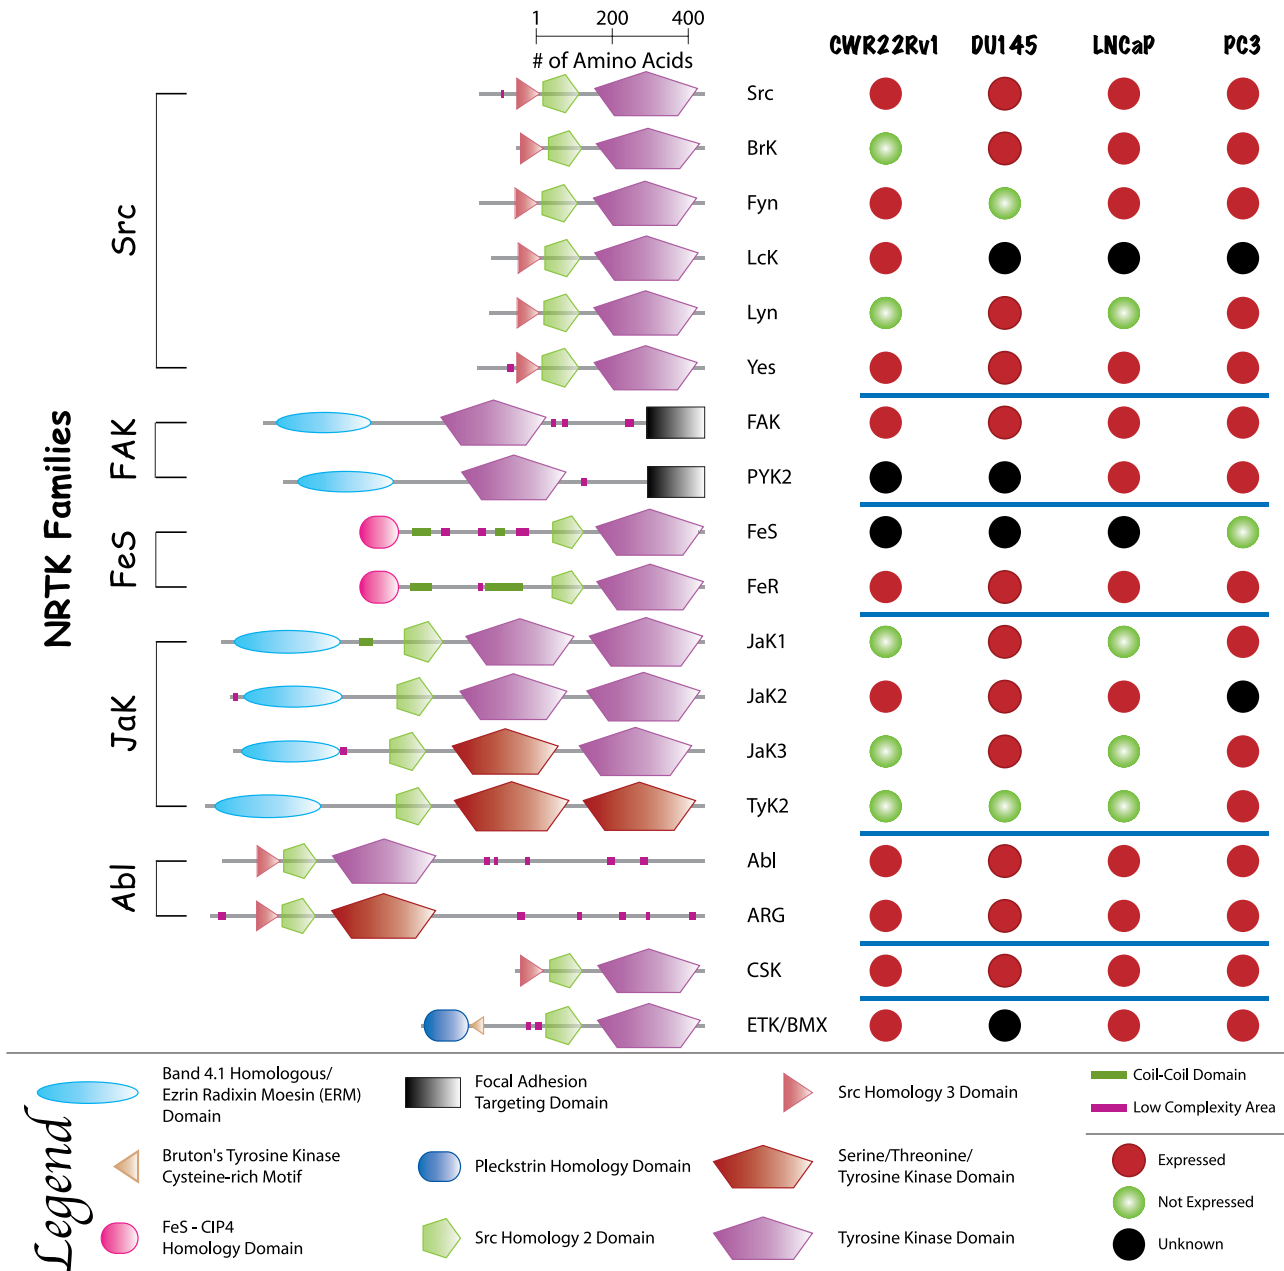 1 200 400
# of Amino Acids
CWR22Rv1 DU145 LNCaP PC3
NRTK Families
Src
FAK
FeS
JaK
Abl
Src
BrK
Fyn
LcK
Lyn
Yes
FAK
PYK2
FeS
FeR
JaK1
JaK2
JaK3
TyK2
Abl
ARG
CSK
ETK/BMX
Legend
Band 4.1 Homologous/
Ezrin Radixin Moesin (ERM)
Domain
Bruton's Tyrosine Kinase
Cysteine-rich Motif
FeS - CIP4
Homology Domain
Focal Adhesion
Targeting Domain
Pleckstrin Homology Domain
Src Homology 2 Domain
Src Homology 3 Domain
Serine/Threonine/
Tyrosine Kinase Domain
Tyrosine Kinase Domain
Coil-Coil Domain
Low Complexity Area
Expressed
Not Expressed
Unknown